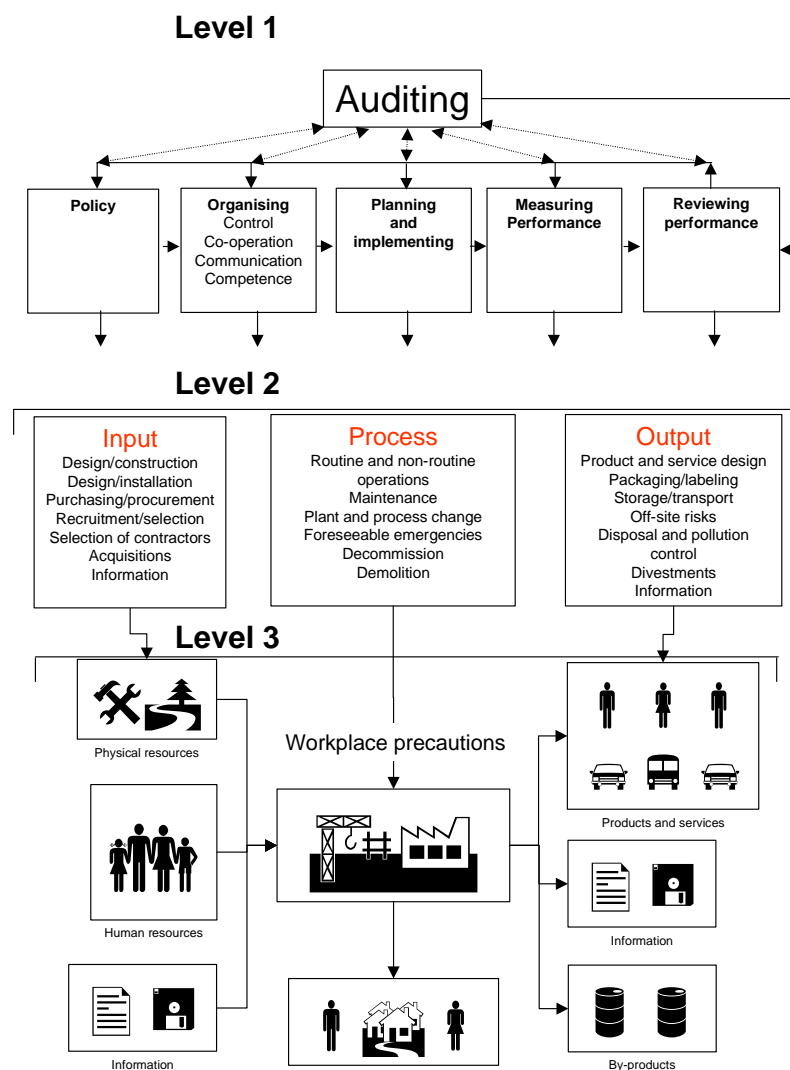 Level 1
Auditing
Policy
Organising
Control
Co-operation
Communication
Competence
Planning
and
implementing
Measuring
Performance
Reviewing
performance
Level 2
Input
Design/construction
Design/installation
Purchasing/procurement
Recruitment/selection
Selection of contractors
Acquisitions
Information
Process
Routine and non-routine
operations
Maintenance
Plant and process change
Foreseeable emergencies
Decommission
Demolition
Output
Product and service design
Packaging/labeling
Storage/transport
Off-site risks
Disposal and pollution
control
Divestments
Information
Level 3
Physical resources
Human resources
Information
Workplace precautions
Products and services
Information
By-products